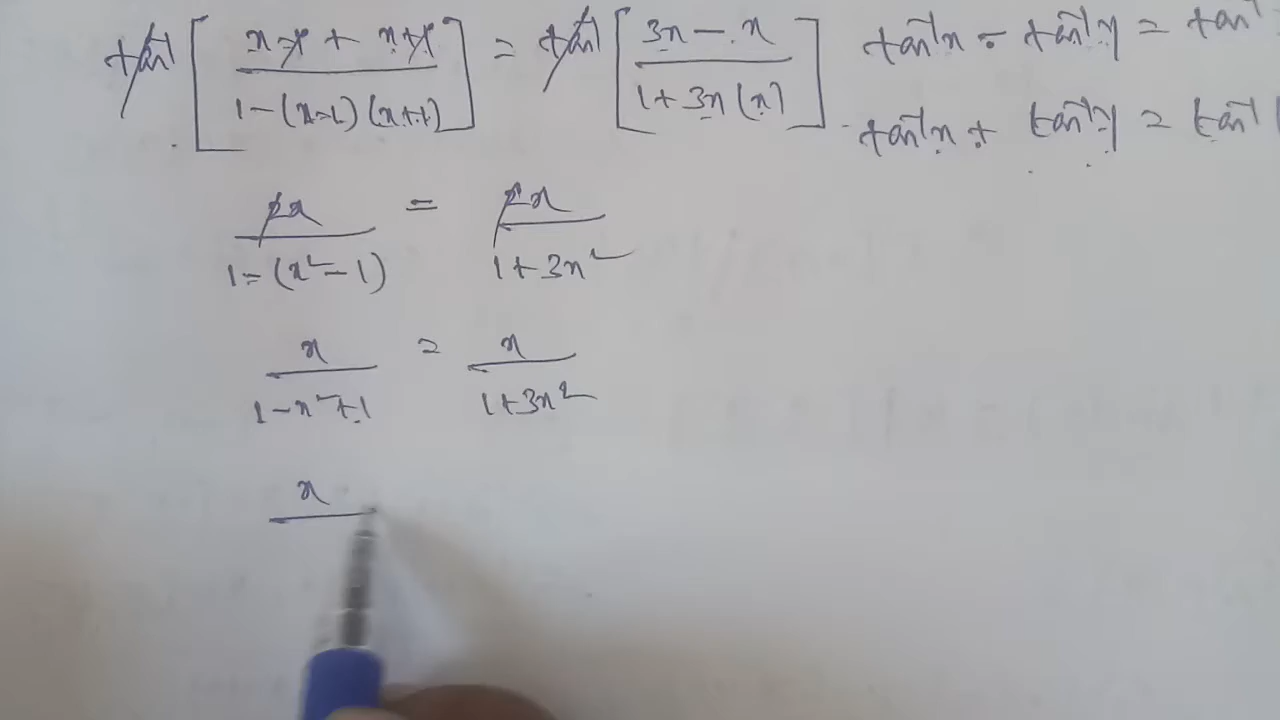 tan⁻¹[(x-1 + x+1)/(1-(x-1)(x+1))] = tan⁻¹[(3x - x)/(1+3x(x))]
tan⁻¹x - tan⁻¹y = tan⁻¹
tan⁻¹x + tan⁻¹y = tan⁻¹
2x/(1-(x²-1)) = 2x/(1+3x²)
x/(1-x²+1) = x/(1+3x²)
x